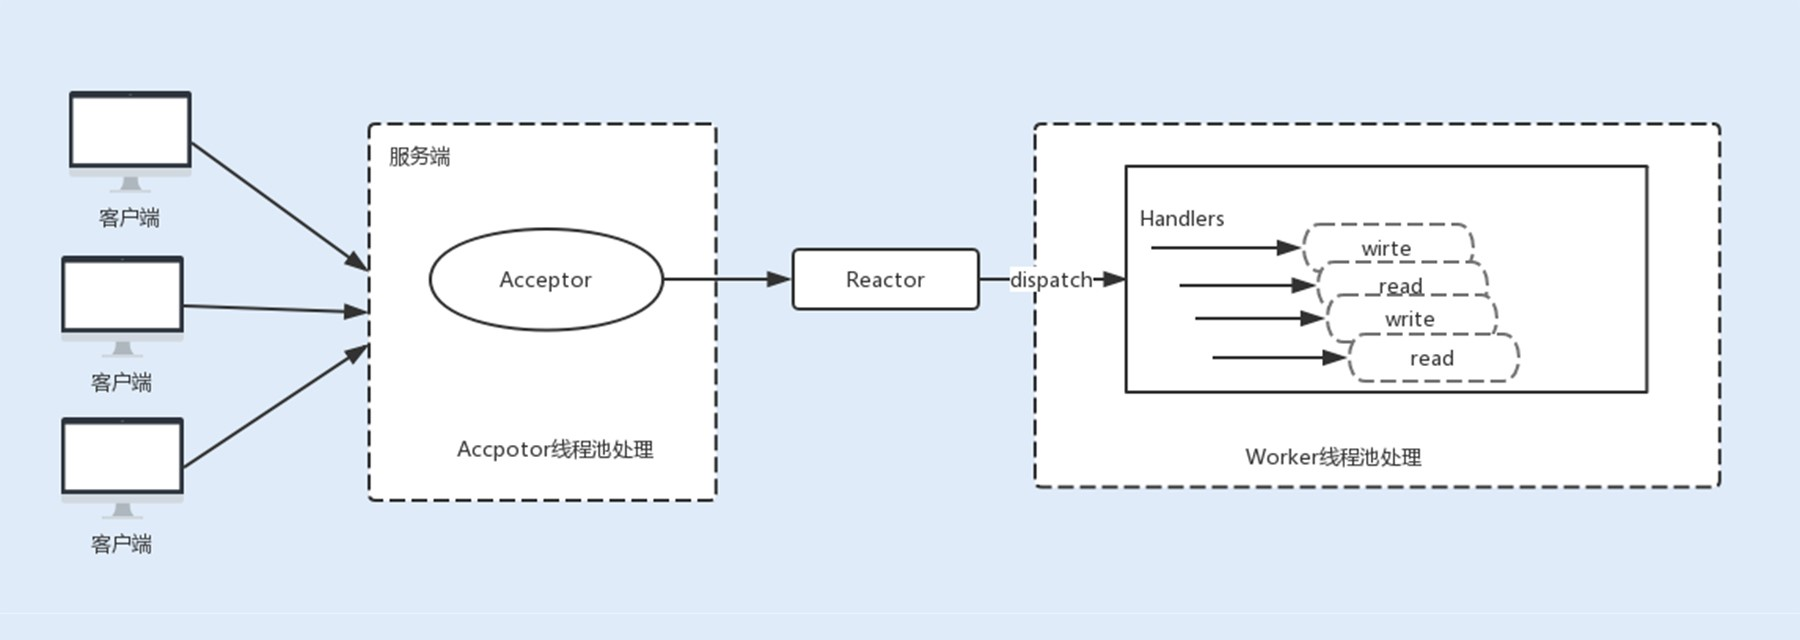 客户端
客户端
客户端
服务端
Acceptor
Accpotor线程池处理
Reactor
dispatch
Handlers
wirte
read
write
read
Worker线程池处理